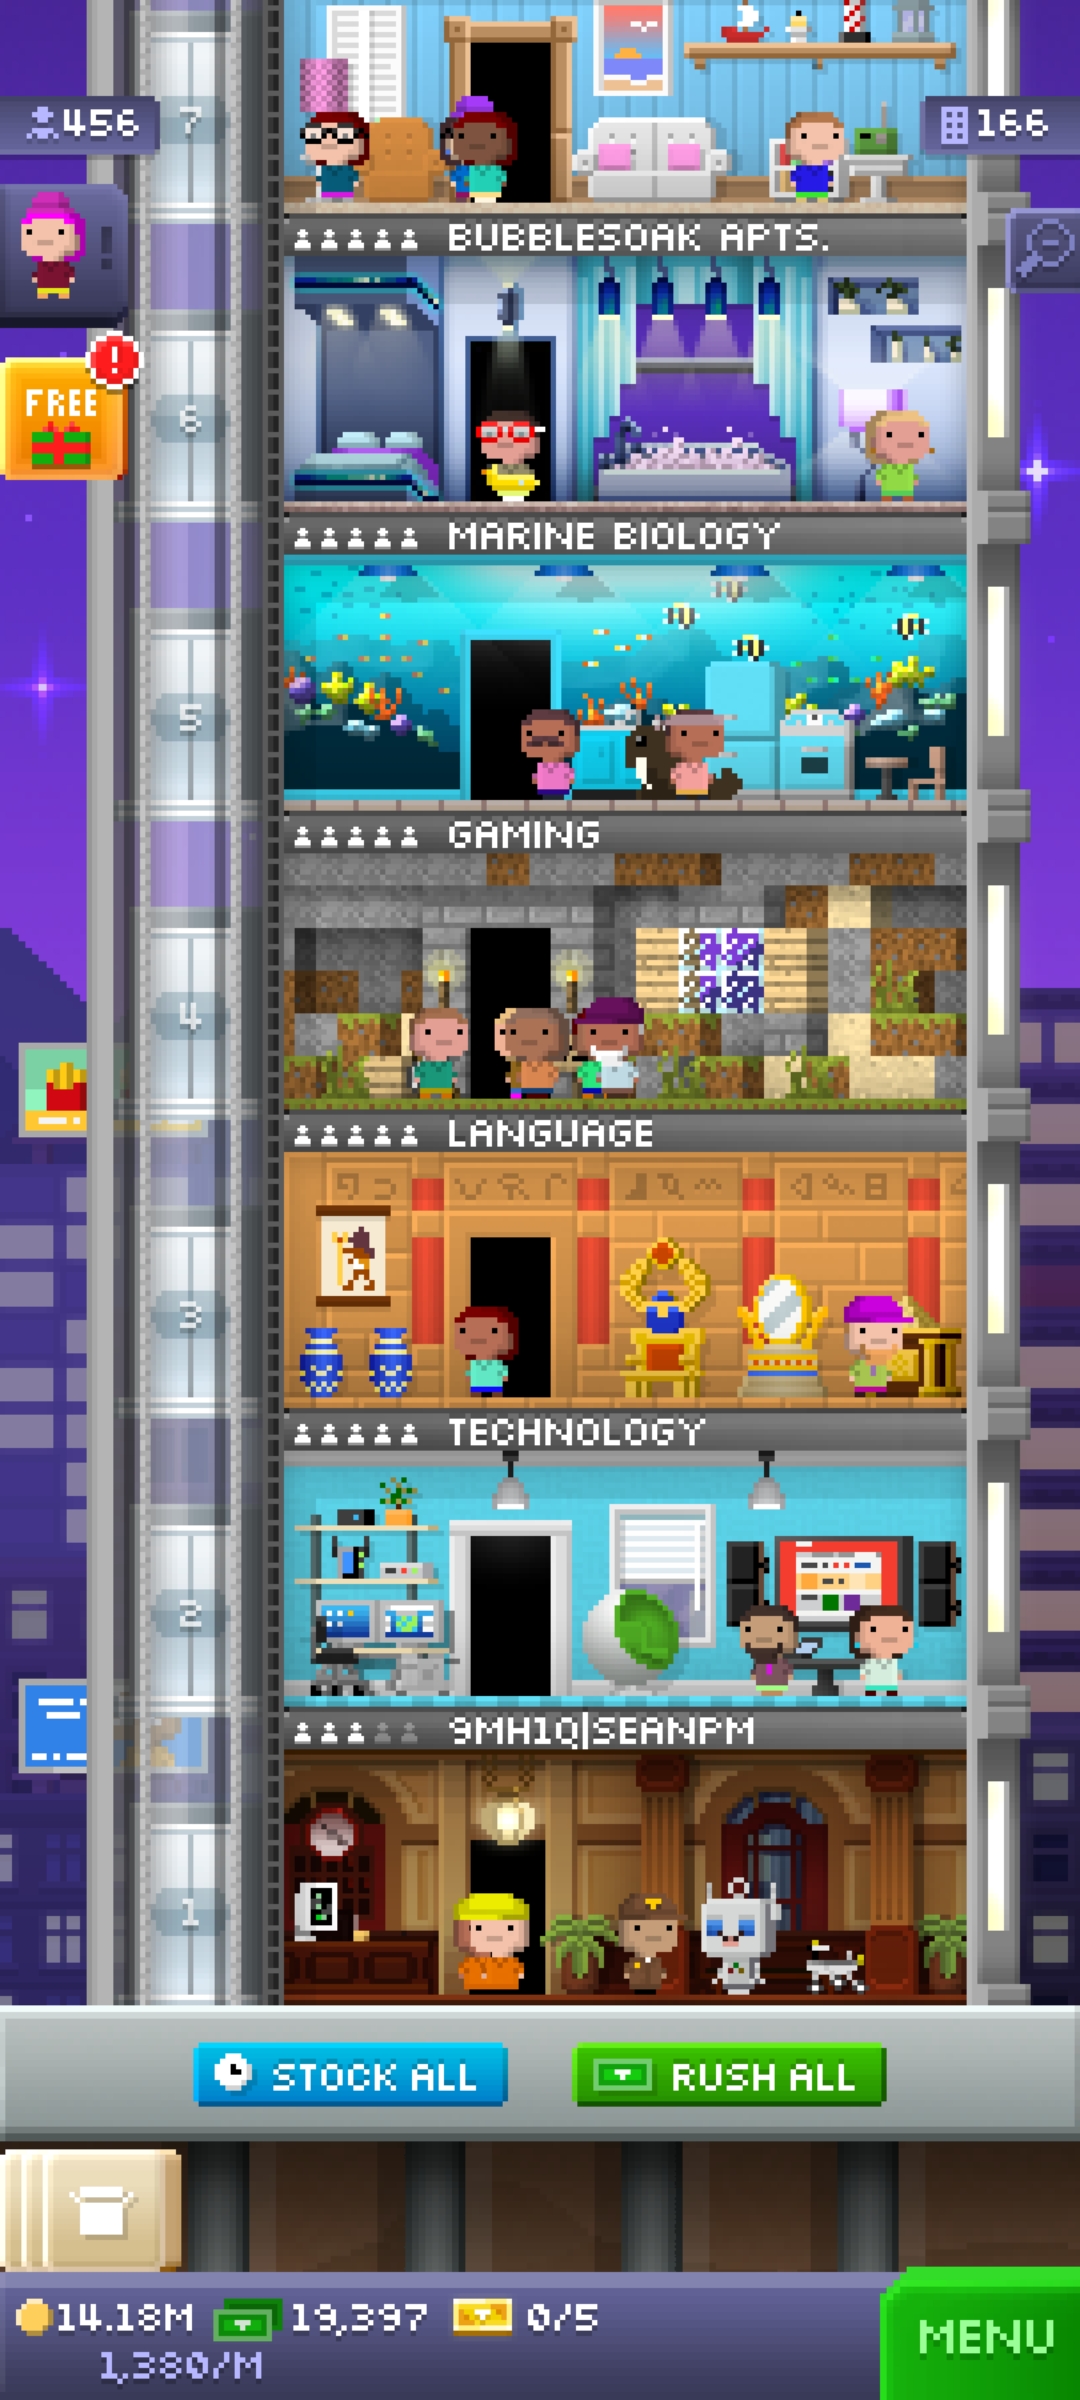 7
456
166
BUBBLESOAK APTS.
FREE
!
6
MARINE BIOLOGY
5
GAMING
4
LANGUAGE
3
TECHNOLOGY
2
9MH1Q|SEANPM
1
STOCK ALL
RUSH ALL
14.18M
19,397
0/5
1,380/M
MENU